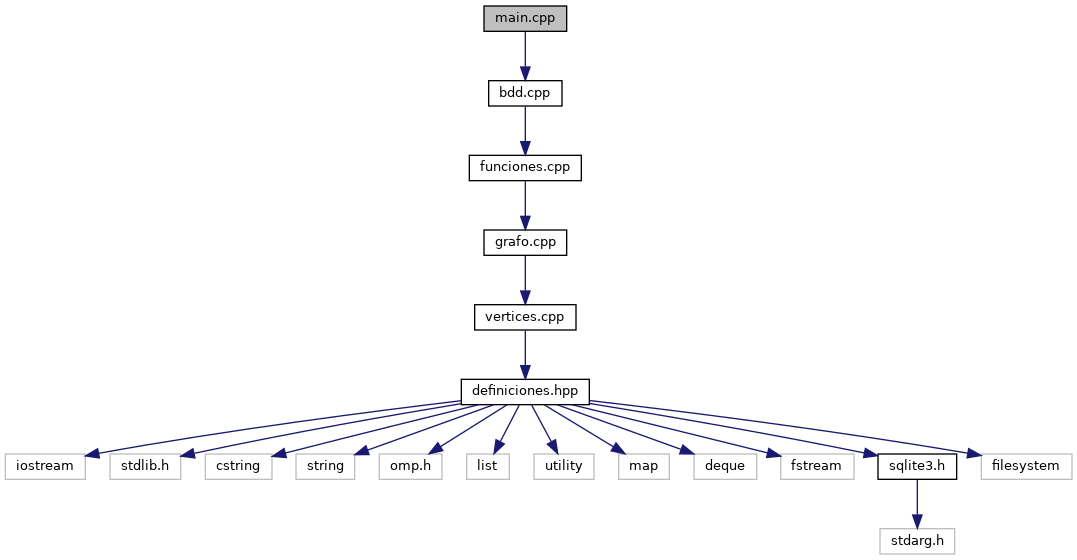 main.cpp
bdd.cpp
funciones.cpp
grafo.cpp
vertices.cpp
definiciones.hpp
iostream
stdlib.h
cstring
string
omp.h
list
utility
map
deque
fstream
sqlite3.h
filesystem
stdarg.h